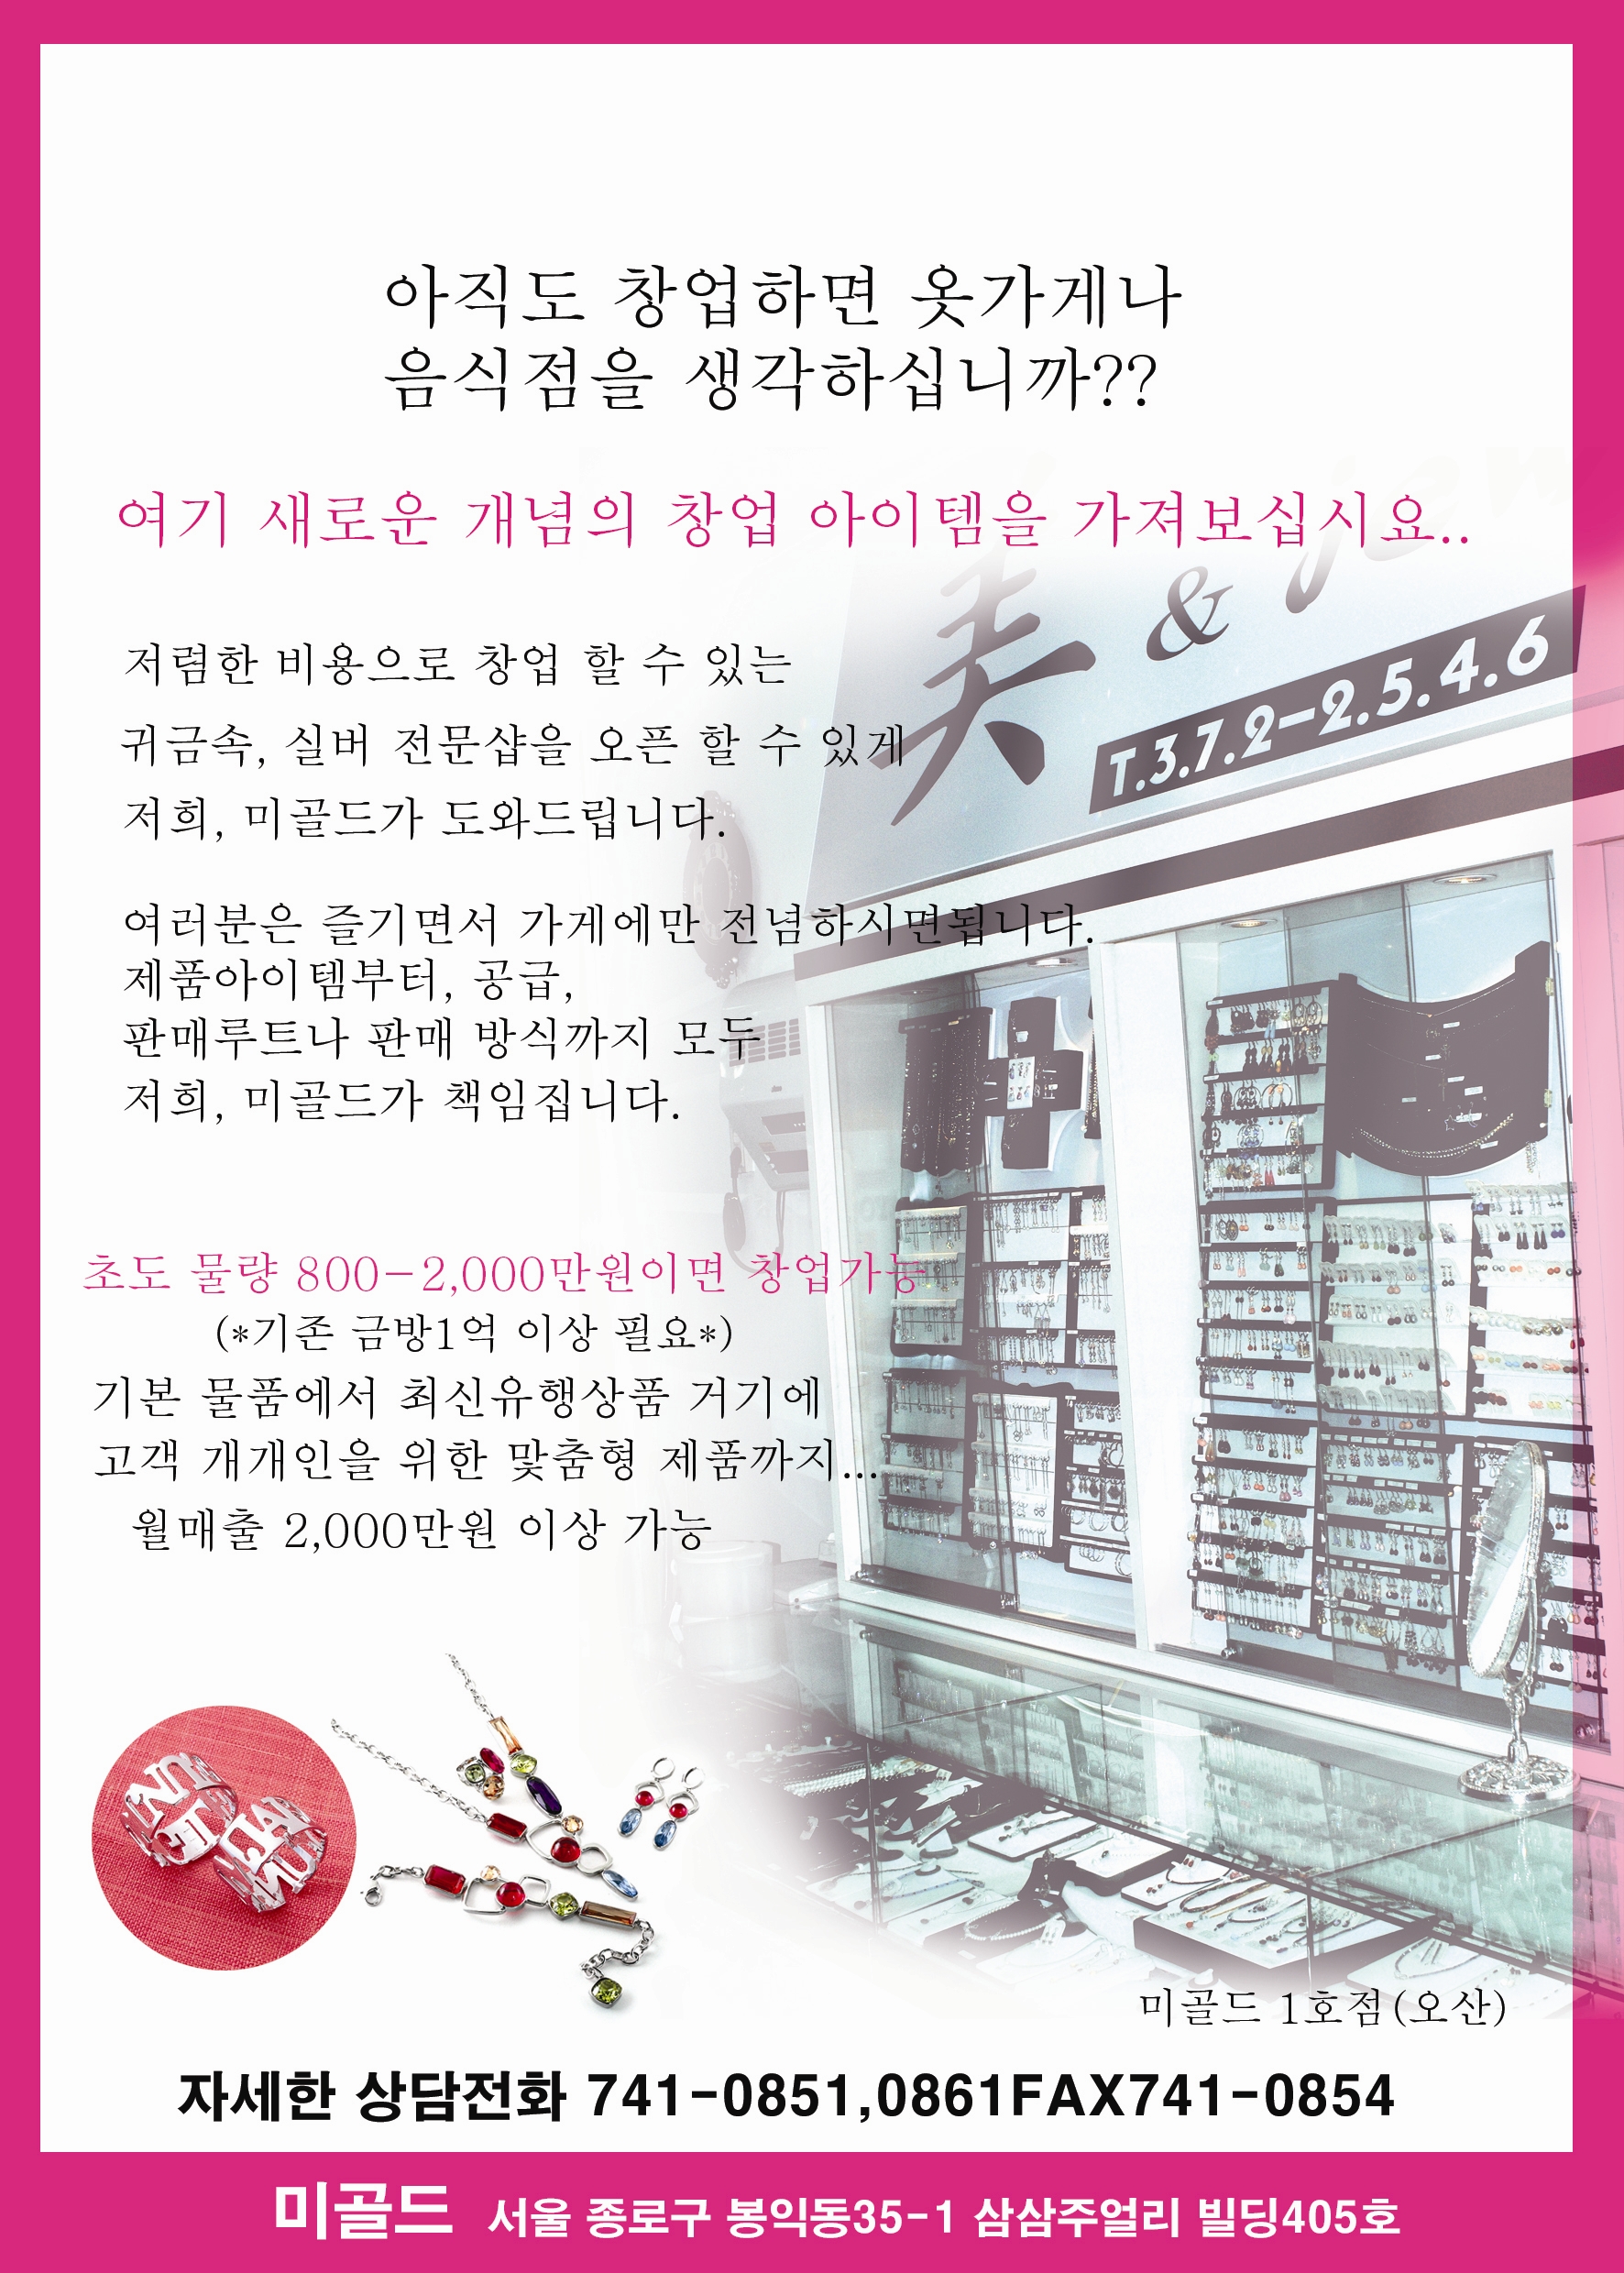 아직도 창업하면 옷가게나
음식점을 생각하십니까??
여기 새로운 개념의 창업 아이템을 가져보십시요..
美 &
T.3.7.2-2.5.4.6
저렴한 비용으로 창업 할 수 있는
귀금속, 실버 전문샵을 오픈 할 수 있게
저희, 미골드가 도와드립니다.
여러분은 즐기면서 가게에만 전념하시면됩니다.
제품아이템부터, 공급,
판매루트나 판매 방식까지 모두
저희, 미골드가 책임집니다.
초도 물량 800-2,000만원이면 창업가능
(*기존 금방1억 이상 필요*)
기본 물품에서 최신유행상품 거기에
고객 개개인을 위한 맞춤형 제품까지...
월매출 2,000만원 이상 가능
미골드 1호점(오산)
자세한 상담전화 741-0851,0861FAX741-0854
미골드 서울 종로구 봉익동35-1 삼삼주얼리 빌딩405호